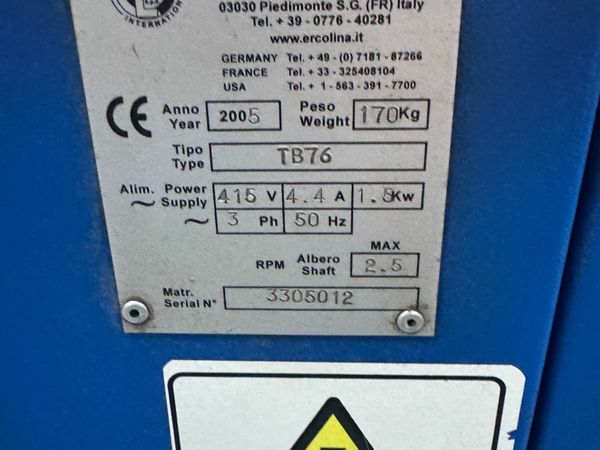 INTERNATIONAL
03030 Piedimonte S.G. (FR) Italy
Tel. + 39 - 0776 - 40281
www.ercolina.it
GERMANY Tel. + 49 - (0) 7181 - 87266
FRANCE Tel. + 33 - 325408104
USA Tel. + 1 - 563 - 391 - 7700
CE Anno Year 2005 Peso Weight 170Kg
Tipo Type TB76
Alim. Power Supply ~ 415 V 4.4 A 1.5Kw
~ 3 Ph 50 Hz
MAX
RPM Albero Shaft 2.5
Matr. Serial N° 3305012